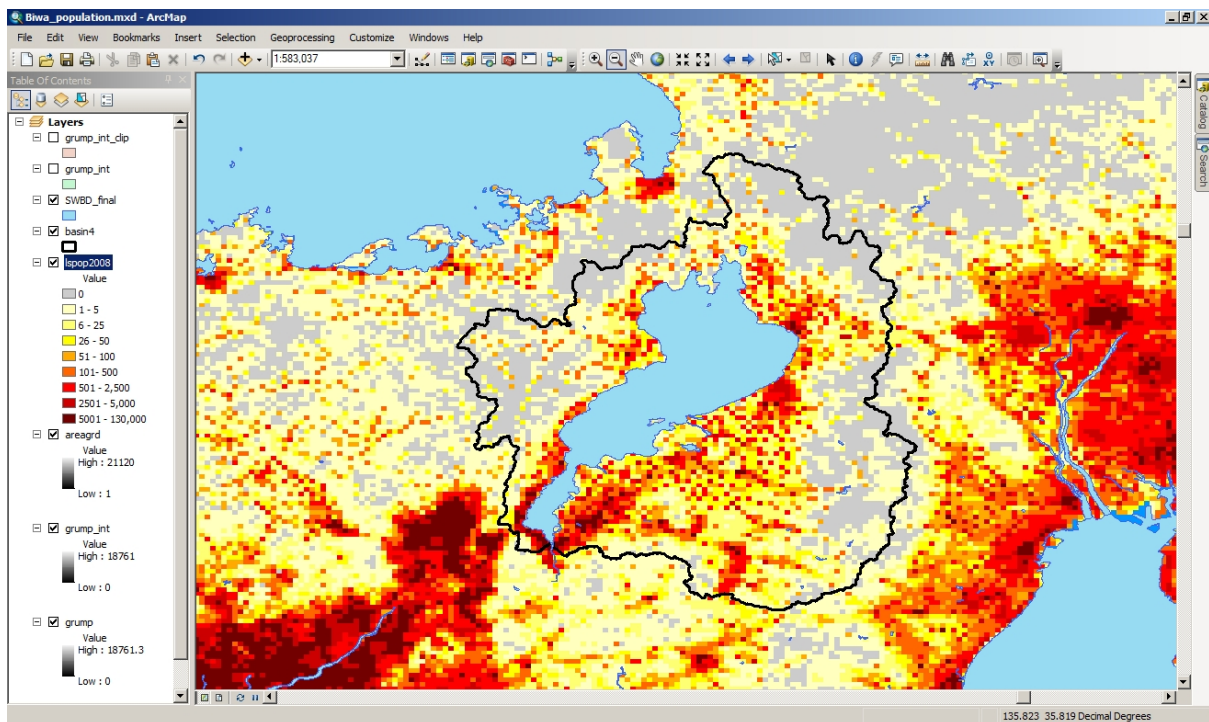 Biwa_population.mxd - ArcMap
File Edit View Bookmarks Insert Selection Geoprocessing Customize Windows Help
1:583,037
Table Of Contents
Layers
grump_int_clip
grump_int
SWBD_final
basin4
lspop2008
Value
0
1 - 5
6 - 25
26 - 50
51 - 100
101- 500
501 - 2,500
2501 - 5,000
5001 - 130,000
areagrd
Value
High : 21120
Low : 1
grump_int
Value
High : 18761
Low : 0
grump
Value
High : 18761.3
Low : 0
Catalog
Search
135.823 35.819 Decimal Degrees